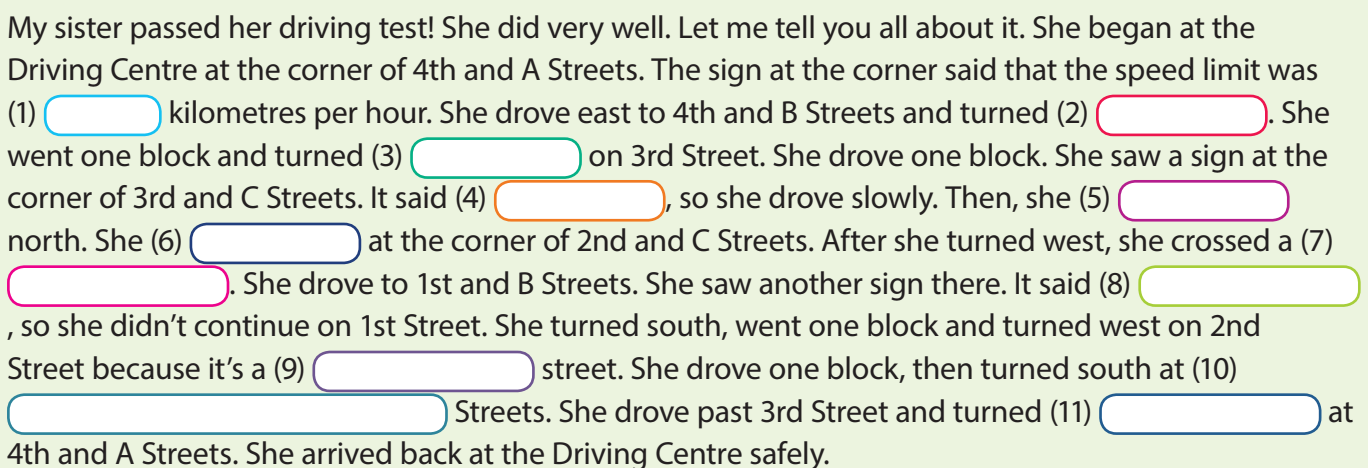 My sister passed her driving test! She did very well. Let me tell you all about it. She began at the
Driving Centre at the corner of 4th and A Streets. The sign at the corner said that the speed limit was
(1) kilometres per hour. She drove east to 4th and B Streets and turned (2) . She
went one block and turned (3) on 3rd Street. She drove one block. She saw a sign at the
corner of 3rd and C Streets. It said (4) , so she drove slowly. Then, she (5)
north. She (6) at the corner of 2nd and C Streets. After she turned west, she crossed a (7)
. She drove to 1st and B Streets. She saw another sign there. It said (8)
, so she didn’t continue on 1st Street. She turned south, went one block and turned west on 2nd
Street because it’s a (9) street. She drove one block, then turned south at (10)
Streets. She drove past 3rd Street and turned (11) at
4th and A Streets. She arrived back at the Driving Centre safely.